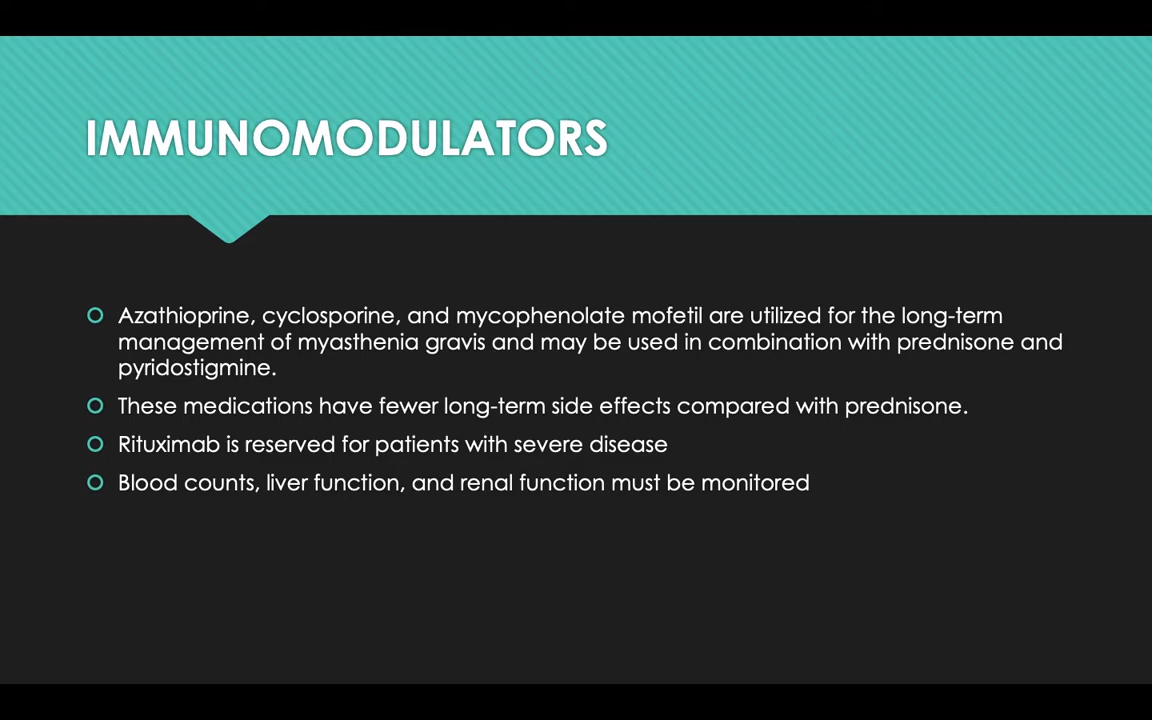 IMMUNOMODULATORS
Azathioprine, cyclosporine, and mycophenolate mofetil are utilized for the long-term
management of myasthenia gravis and may be used in combination with prednisone and
pyridostigmine.
These medications have fewer long-term side effects compared with prednisone.
Rituximab is reserved for patients with severe disease
Blood counts, liver function, and renal function must be monitored